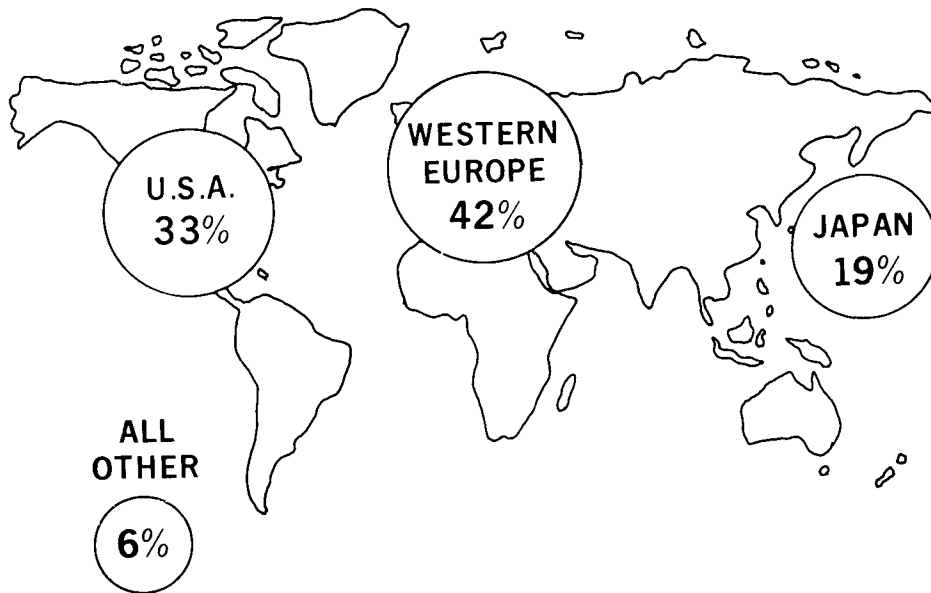 U.S.A.
33%
WESTERN
EUROPE
42%
JAPAN
19%
ALL
OTHER
6%